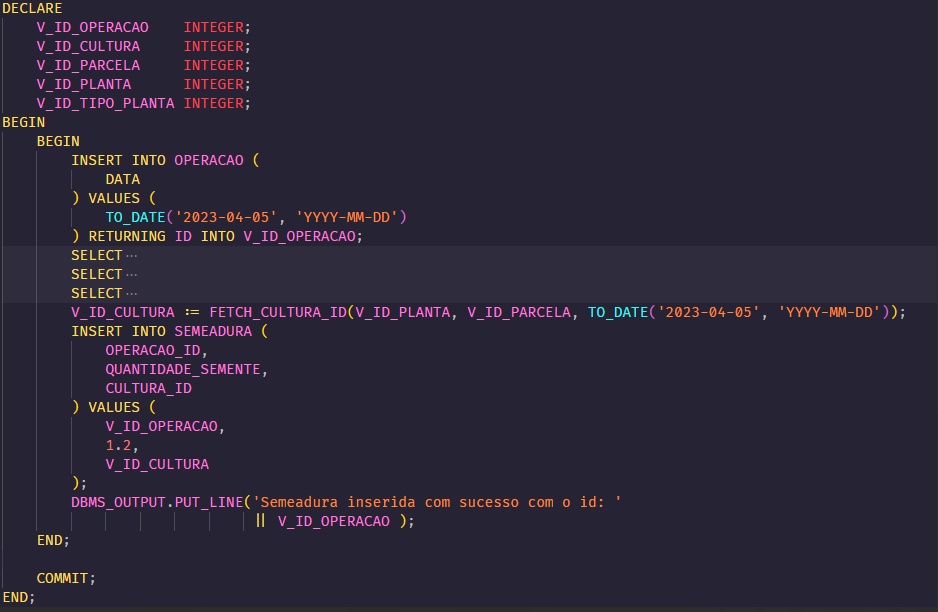 DECLARE
    V_ID_OPERACAO    INTEGER;
    V_ID_CULTURA     INTEGER;
    V_ID_PARCELA     INTEGER;
    V_ID_PLANTA      INTEGER;
    V_ID_TIPO_PLANTA INTEGER;
BEGIN
    BEGIN
        INSERT INTO OPERACAO (
            DATA
        ) VALUES (
            TO_DATE('2023-04-05', 'YYYY-MM-DD')
        ) RETURNING ID INTO V_ID_OPERACAO;
        SELECT ···
        SELECT ···
        SELECT ···
        V_ID_CULTURA := FETCH_CULTURA_ID(V_ID_PLANTA, V_ID_PARCELA, TO_DATE('2023-04-05', 'YYYY-MM-DD'));
        INSERT INTO SEMEADURA (
            OPERACAO_ID,
            QUANTIDADE_SEMENTE,
            CULTURA_ID
        ) VALUES (
            V_ID_OPERACAO,
            1.2,
            V_ID_CULTURA
        );
        DBMS_OUTPUT.PUT_LINE('Semeadura inserida com sucesso com o id: '
                              || V_ID_OPERACAO );
    END;

    COMMIT;
END;